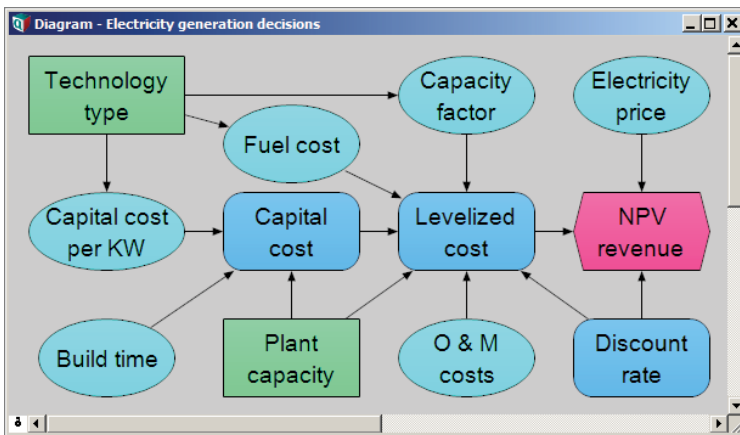 Diagram - Electricity generation decisions
Technology
type
Capacity
factor
Electricity
price
Fuel cost
Capital cost
per KW
Capital
cost
Levelized
cost
NPV
revenue
Build time
Plant
capacity
O & M
costs
Discount
rate